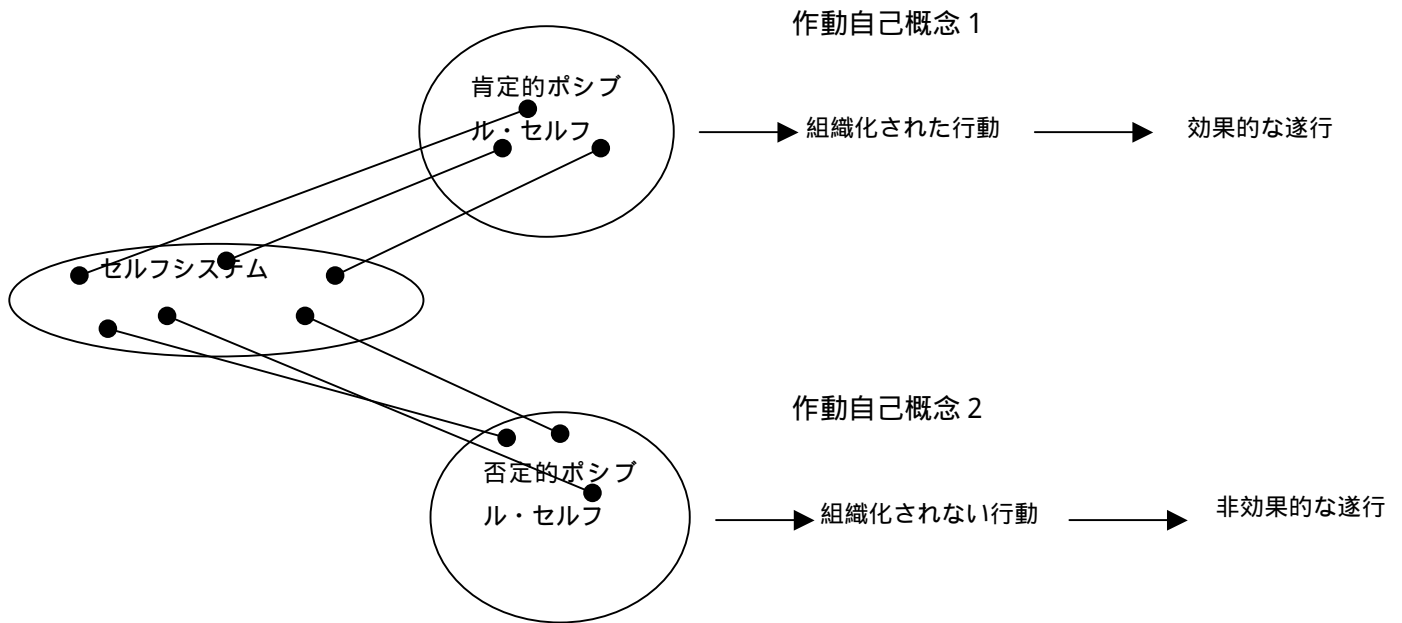 作動自己概念 1
肯定的ポシブ
ル・セルフ
組織化された行動
効果的な遂行
セルフシステム
作動自己概念 2
否定的ポシブ
ル・セルフ
組織化されない行動
非効果的な遂行